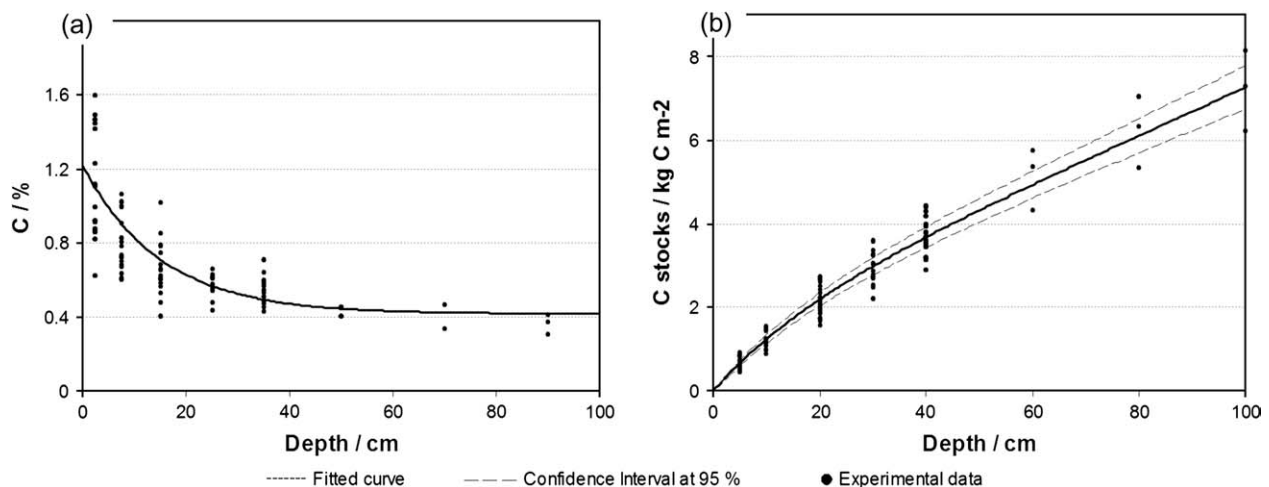 (a)
C / %
1.6
1.2
0.8
0.4
0
0 20 40 60 80 100
Depth / cm
(b)
C stocks / kg C m-2
8
6
4
2
0
0 20 40 60 80 100
Depth / cm
Fitted curve Confidence Interval at 95 % Experimental data